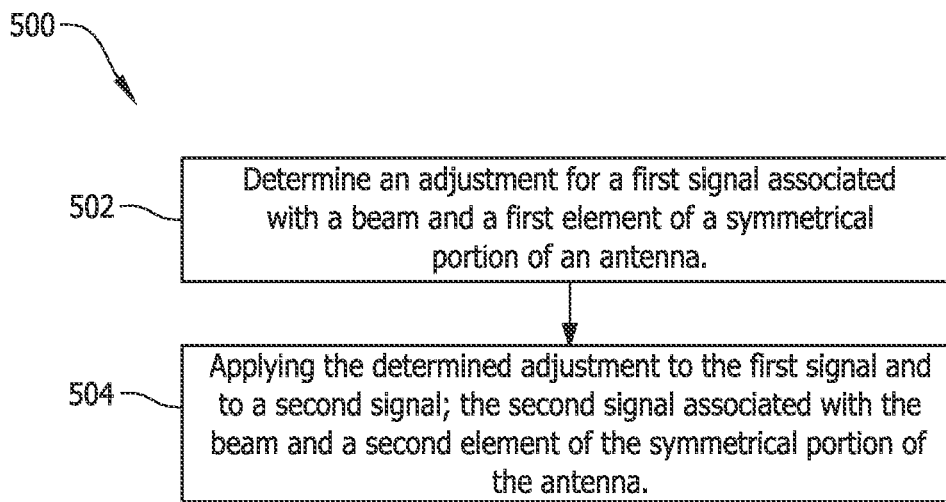 500
502
Determine an adjustment for a first signal associated
with a beam and a first element of a symmetrical
portion of an antenna.
504
Applying the determined adjustment to the first signal and
to a second signal; the second signal associated with the
beam and a second element of the symmetrical portion of
the antenna.